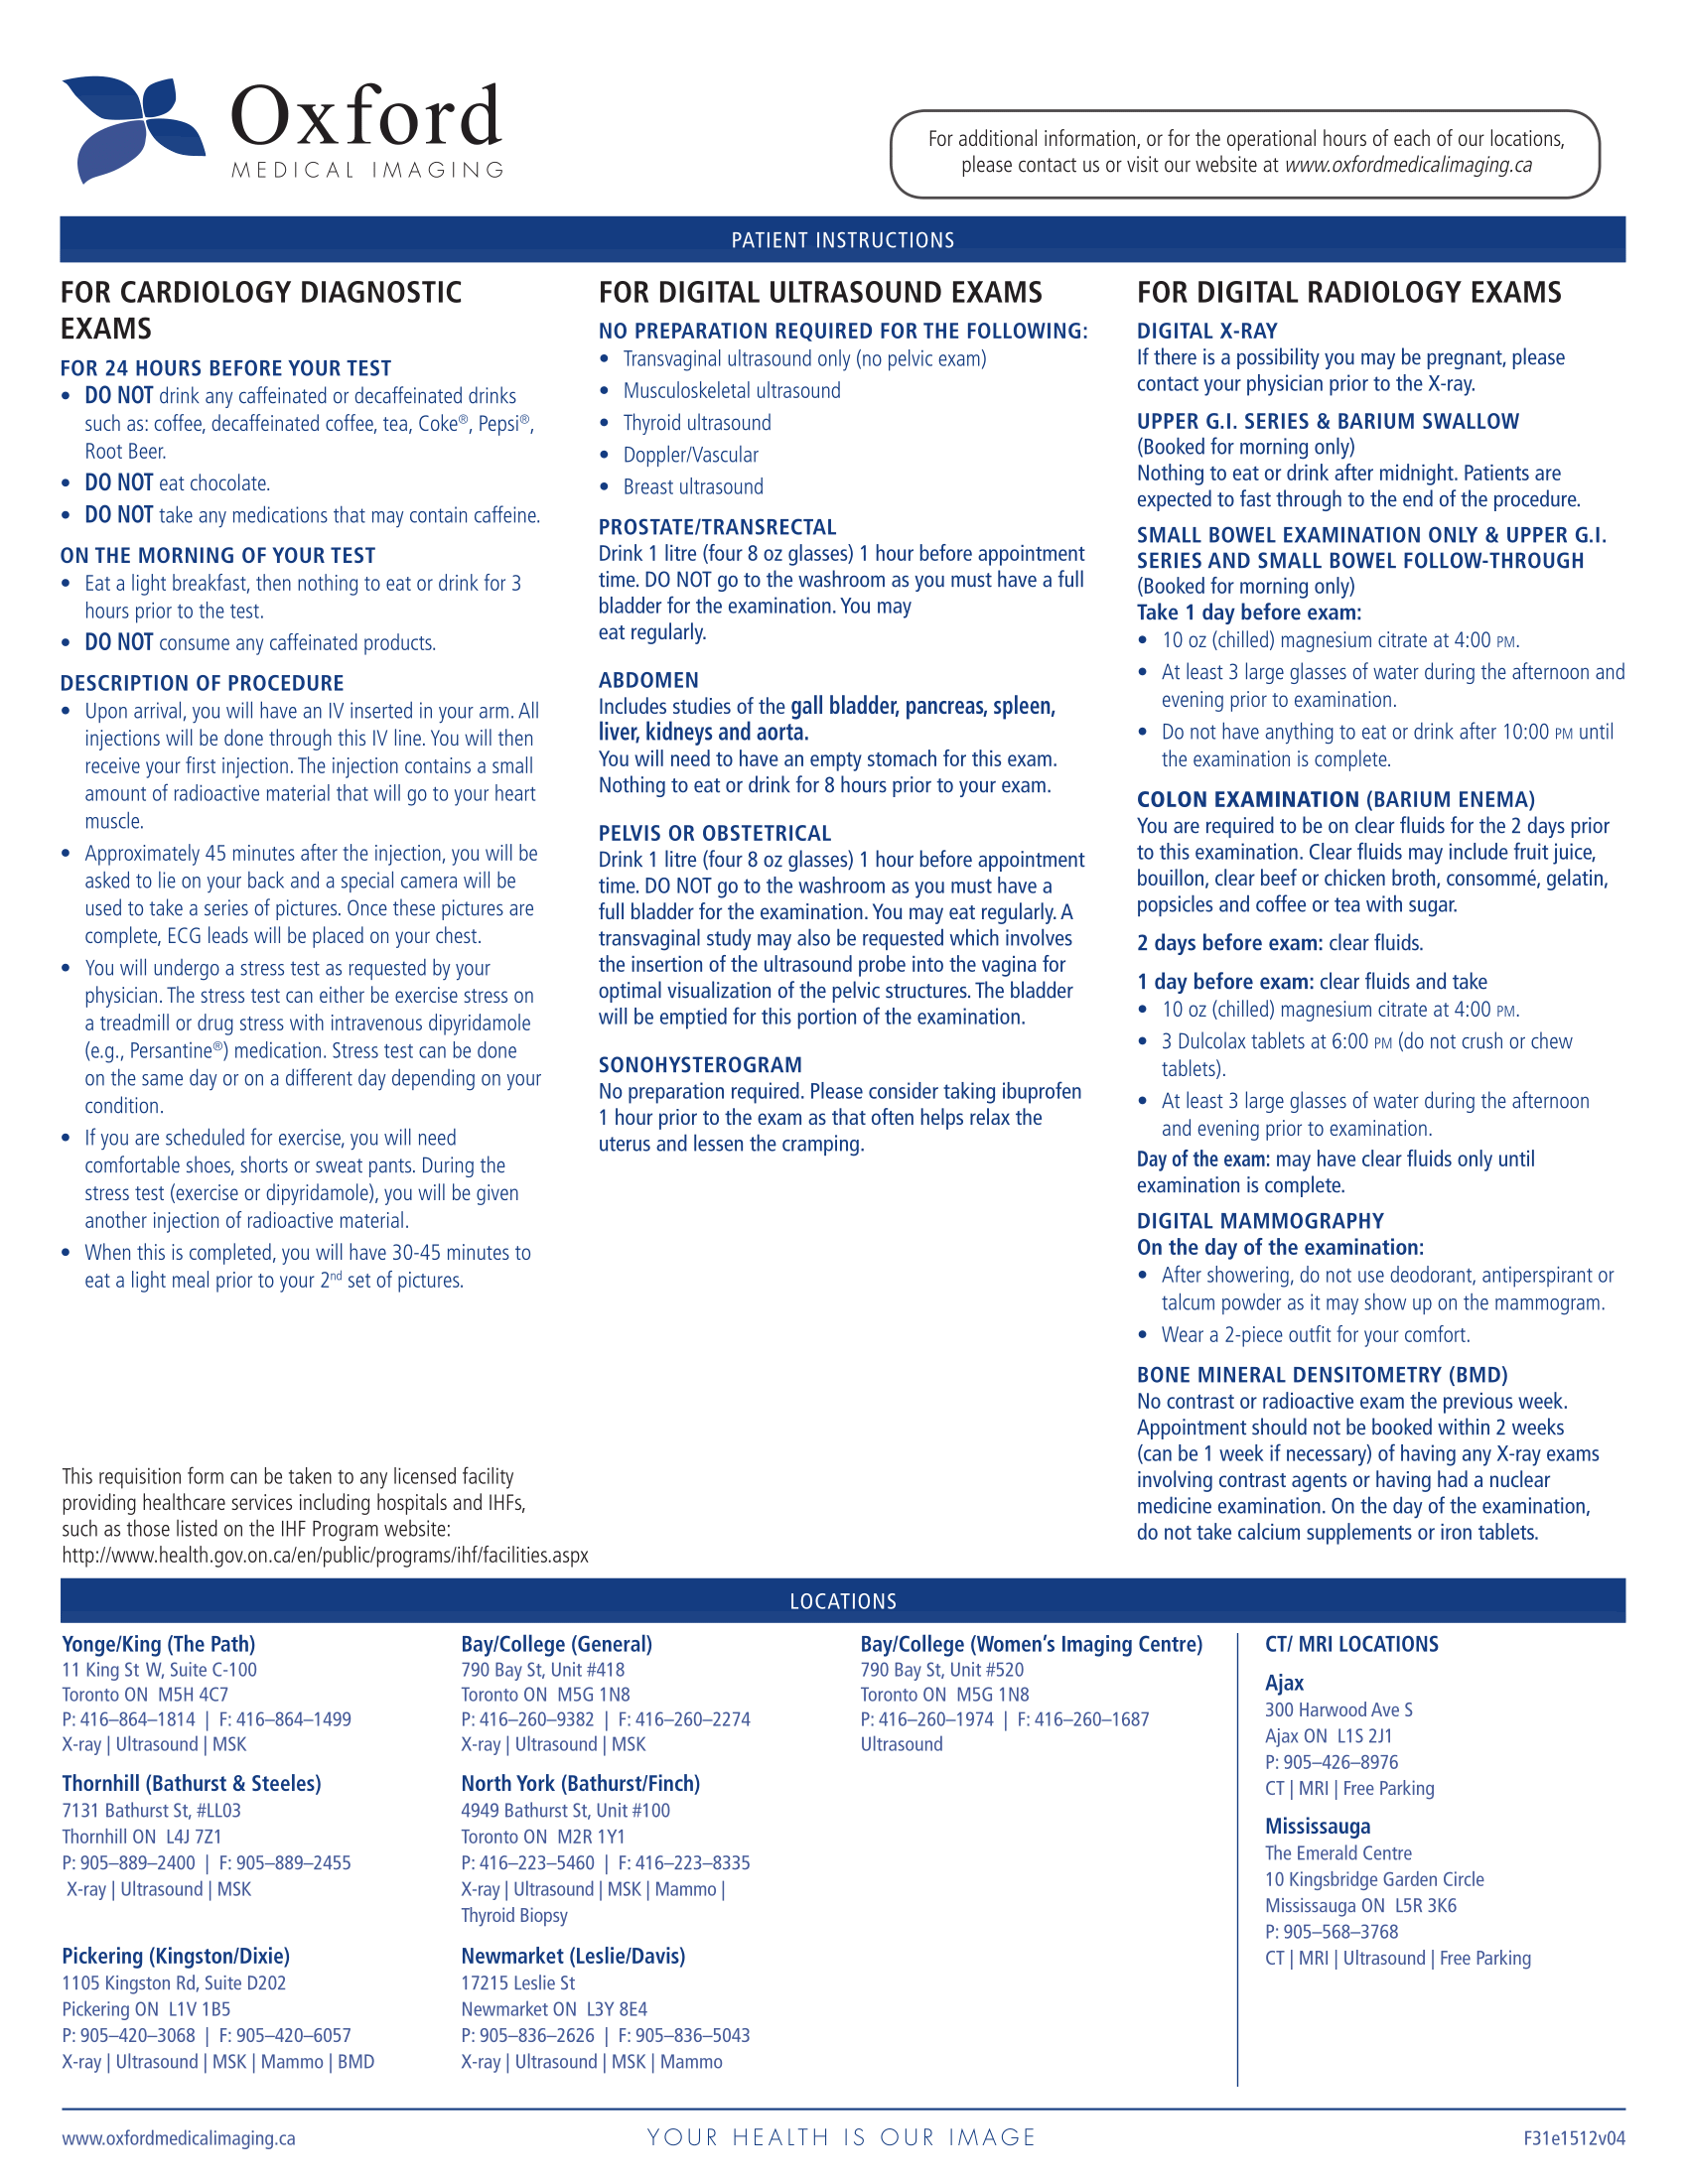 Oxford
MEDICAL IMAGING
For additional information, or for the operational hours of each of our locations,
please contact us or visit our website at www.oxfordmedicalimaging.ca
PATIENT INSTRUCTIONS
FOR CARDIOLOGY DIAGNOSTIC
EXAMS
FOR 24 HOURS BEFORE YOUR TEST
• DO NOT drink any caffeinated or decaffeinated drinks
such as: coffee, decaffeinated coffee, tea, Coke®, Pepsi®,
Root Beer.
• DO NOT eat chocolate.
• DO NOT take any medications that may contain caffeine.
ON THE MORNING OF YOUR TEST
• Eat a light breakfast, then nothing to eat or drink for 3
hours prior to the test.
• DO NOT consume any caffeinated products.
DESCRIPTION OF PROCEDURE
• Upon arrival, you will have an IV inserted in your arm. All
injections will be done through this IV line. You will then
receive your first injection. The injection contains a small
amount of radioactive material that will go to your heart
muscle.
• Approximately 45 minutes after the injection, you will be
asked to lie on your back and a special camera will be
used to take a series of pictures. Once these pictures are
complete, ECG leads will be placed on your chest.
• You will undergo a stress test as requested by your
physician. The stress test can either be exercise stress on
a treadmill or drug stress with intravenous dipyridamole
(e.g., Persantine®) medication. Stress test can be done
on the same day or on a different day depending on your
condition.
• If you are scheduled for exercise, you will need
comfortable shoes, shorts or sweat pants. During the
stress test (exercise or dipyridamole), you will be given
another injection of radioactive material.
• When this is completed, you will have 30-45 minutes to
eat a light meal prior to your 2nd set of pictures.
This requisition form can be taken to any licensed facility
providing healthcare services including hospitals and IHFs,
such as those listed on the IHF Program website:
http://www.health.gov.on.ca/en/public/programs/ihf/facilities.aspx
FOR DIGITAL ULTRASOUND EXAMS
NO PREPARATION REQUIRED FOR THE FOLLOWING:
• Transvaginal ultrasound only (no pelvic exam)
• Musculoskeletal ultrasound
• Thyroid ultrasound
• Doppler/Vascular
• Breast ultrasound
PROSTATE/TRANSRECTAL
Drink 1 litre (four 8 oz glasses) 1 hour before appointment
time. DO NOT go to the washroom as you must have a full
bladder for the examination. You may
eat regularly.
ABDOMEN
Includes studies of the gall bladder, pancreas, spleen,
liver, kidneys and aorta.
You will need to have an empty stomach for this exam.
Nothing to eat or drink for 8 hours prior to your exam.
PELVIS OR OBSTETRICAL
Drink 1 litre (four 8 oz glasses) 1 hour before appointment
time. DO NOT go to the washroom as you must have a
full bladder for the examination. You may eat regularly. A
transvaginal study may also be requested which involves
the insertion of the ultrasound probe into the vagina for
optimal visualization of the pelvic structures. The bladder
will be emptied for this portion of the examination.
SONOHYSTEROGRAM
No preparation required. Please consider taking ibuprofen
1 hour prior to the exam as that often helps relax the
uterus and lessen the cramping.
FOR DIGITAL RADIOLOGY EXAMS
DIGITAL X-RAY
If there is a possibility you may be pregnant, please
contact your physician prior to the X-ray.
UPPER G.I. SERIES & BARIUM SWALLOW
(Booked for morning only)
Nothing to eat or drink after midnight. Patients are
expected to fast through to the end of the procedure.
SMALL BOWEL EXAMINATION ONLY & UPPER G.I.
SERIES AND SMALL BOWEL FOLLOW-THROUGH
(Booked for morning only)
Take 1 day before exam:
• 10 oz (chilled) magnesium citrate at 4:00 PM.
• At least 3 large glasses of water during the afternoon and
evening prior to examination.
• Do not have anything to eat or drink after 10:00 PM until
the examination is complete.
COLON EXAMINATION (BARIUM ENEMA)
You are required to be on clear fluids for the 2 days prior
to this examination. Clear fluids may include fruit juice,
bouillon, clear beef or chicken broth, consommé, gelatin,
popsicles and coffee or tea with sugar.
2 days before exam: clear fluids.
1 day before exam: clear fluids and take
• 10 oz (chilled) magnesium citrate at 4:00 PM.
• 3 Dulcolax tablets at 6:00 PM (do not crush or chew
tablets).
• At least 3 large glasses of water during the afternoon
and evening prior to examination.
Day of the exam: may have clear fluids only until
examination is complete.
DIGITAL MAMMOGRAPHY
On the day of the examination:
• After showering, do not use deodorant, antiperspirant or
talcum powder as it may show up on the mammogram.
• Wear a 2-piece outfit for your comfort.
BONE MINERAL DENSITOMETRY (BMD)
No contrast or radioactive exam the previous week.
Appointment should not be booked within 2 weeks
(can be 1 week if necessary) of having any X-ray exams
involving contrast agents or having had a nuclear
medicine examination. On the day of the examination,
do not take calcium supplements or iron tablets.
LOCATIONS
Yonge/King (The Path)
11 King St W, Suite C-100
Toronto ON M5H 4C7
P: 416–864–1814 | F: 416–864–1499
X-ray | Ultrasound | MSK
Thornhill (Bathurst & Steeles)
7131 Bathurst St, #LL03
Thornhill ON L4J 7Z1
P: 905–889–2400 | F: 905–889–2455
X-ray | Ultrasound | MSK
Pickering (Kingston/Dixie)
1105 Kingston Rd, Suite D202
Pickering ON L1V 1B5
P: 905–420–3068 | F: 905–420–6057
X-ray | Ultrasound | MSK | Mammo | BMD
Bay/College (General)
790 Bay St, Unit #418
Toronto ON M5G 1N8
P: 416–260–9382 | F: 416–260–2274
X-ray | Ultrasound | MSK
North York (Bathurst/Finch)
4949 Bathurst St, Unit #100
Toronto ON M2R 1Y1
P: 416–223–5460 | F: 416–223–8335
X-ray | Ultrasound | MSK | Mammo |
Thyroid Biopsy
Newmarket (Leslie/Davis)
17215 Leslie St
Newmarket ON L3Y 8E4
P: 905–836–2626 | F: 905–836–5043
X-ray | Ultrasound | MSK | Mammo
Bay/College (Women's Imaging Centre)
790 Bay St, Unit #520
Toronto ON M5G 1N8
P: 416–260–1974 | F: 416–260–1687
Ultrasound
CT/ MRI LOCATIONS
Ajax
300 Harwood Ave S
Ajax ON L1S 2J1
P: 905–426–8976
CT | MRI | Free Parking
Mississauga
The Emerald Centre
10 Kingsbridge Garden Circle
Mississauga ON L5R 3K6
P: 905–568–3768
CT | MRI | Ultrasound | Free Parking
www.oxfordmedicalimaging.ca
YOUR HEALTH IS OUR IMAGE
F31e1512v04